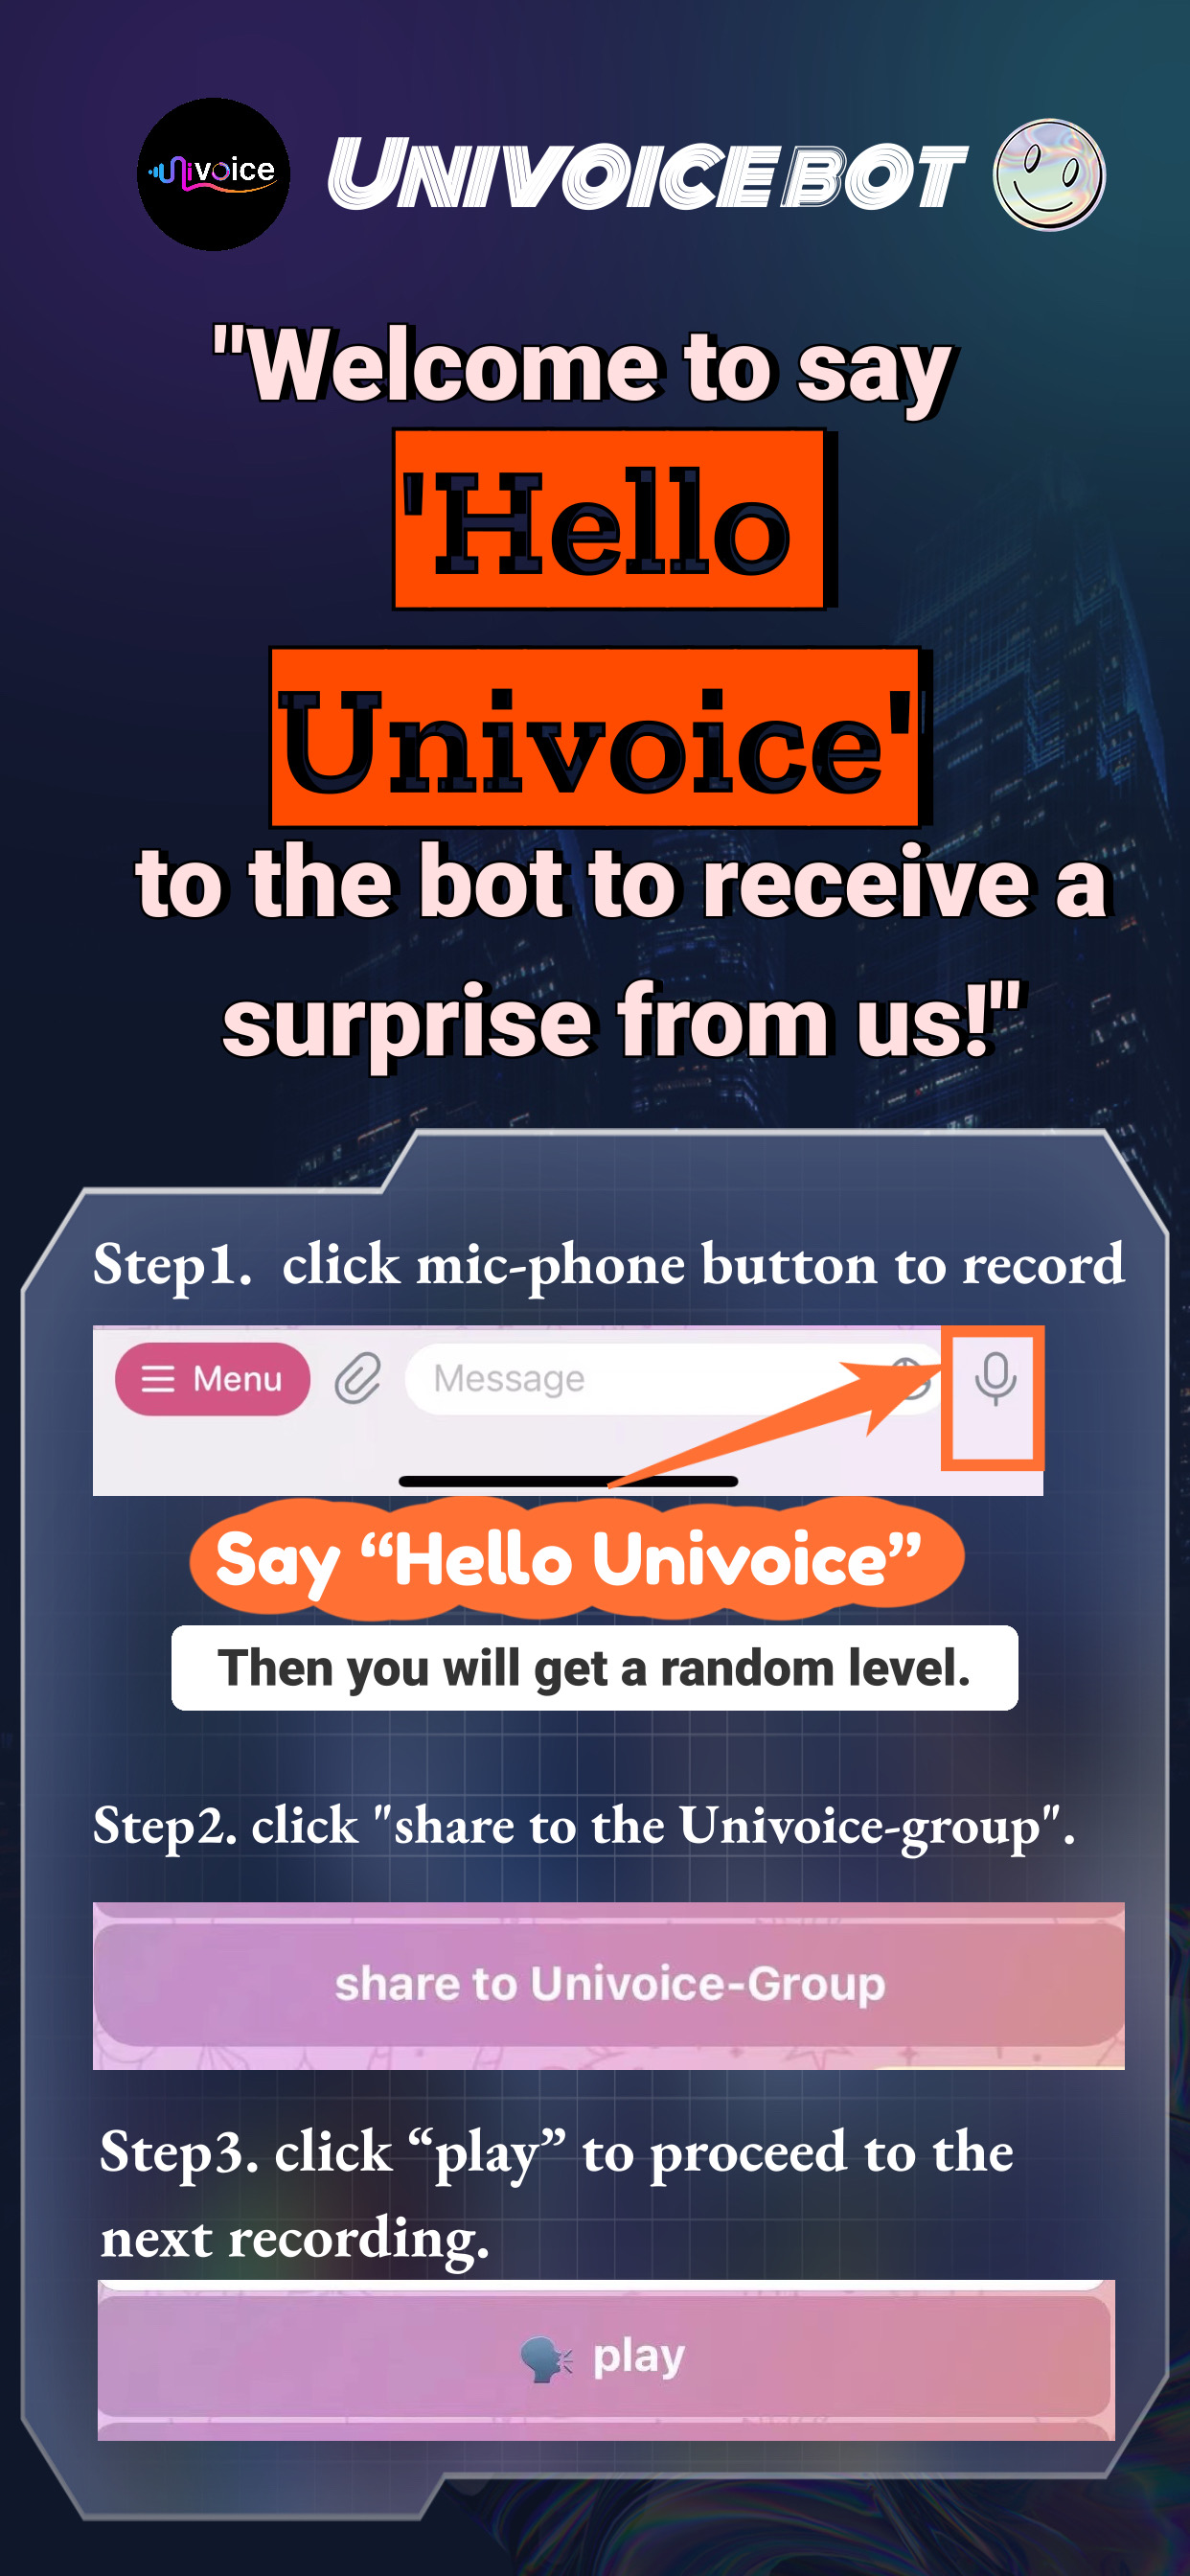 univoice UNIVOICE BOT
"Welcome to say
'Hello
Univoice'
to the bot to receive a
surprise from us!"
Step1. click mic-phone button to record
Menu Message
Say “Hello Univoice”
Then you will get a random level.
Step2. click "share to the Univoice-group".
share to Univoice-Group
Step3. click “play” to proceed to the
next recording.
play